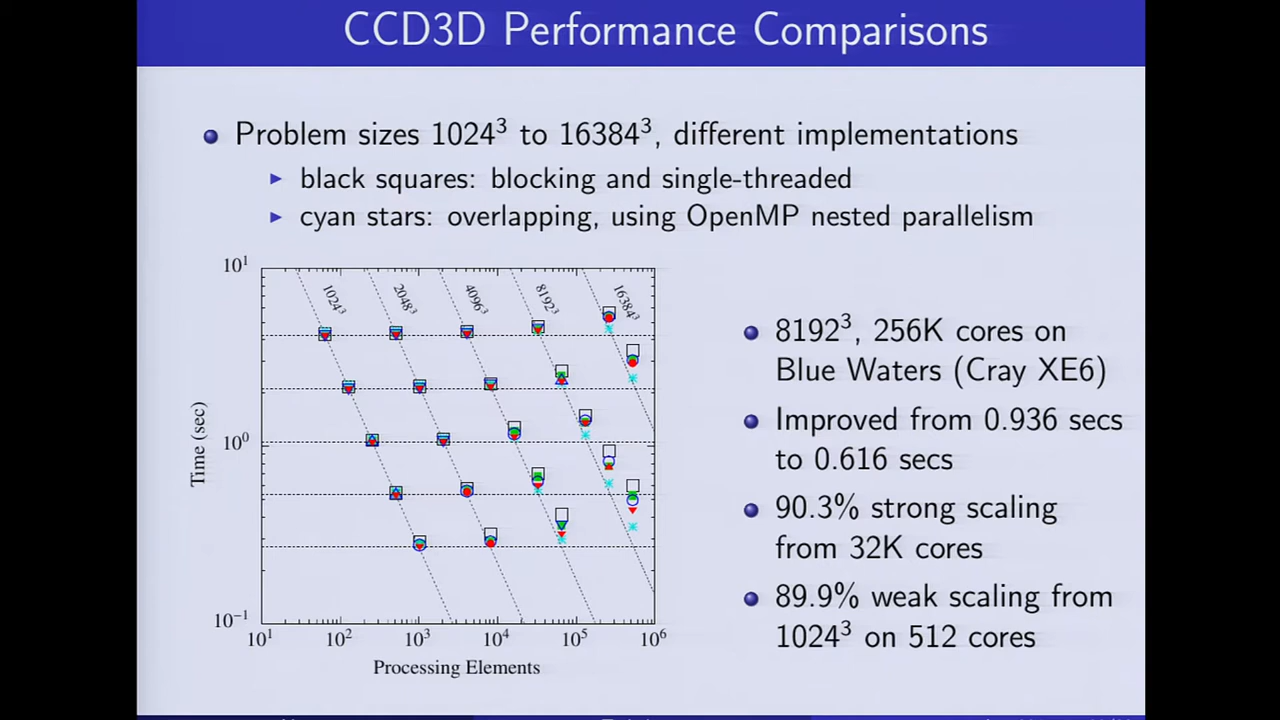 CCD3D Performance Comparisons
Problem sizes 1024³ to 16384³, different implementations
black squares: blocking and single-threaded
cyan stars: overlapping, using OpenMP nested parallelism
10¹
10⁰
10⁻¹
Time (sec)
1024³
2048³
4096³
8192³
16384³
10¹ 10² 10³ 10⁴ 10⁵ 10⁶
Processing Elements
8192³, 256K cores on
Blue Waters (Cray XE6)
Improved from 0.936 secs
to 0.616 secs
90.3% strong scaling
from 32K cores
89.9% weak scaling from
1024³ on 512 cores